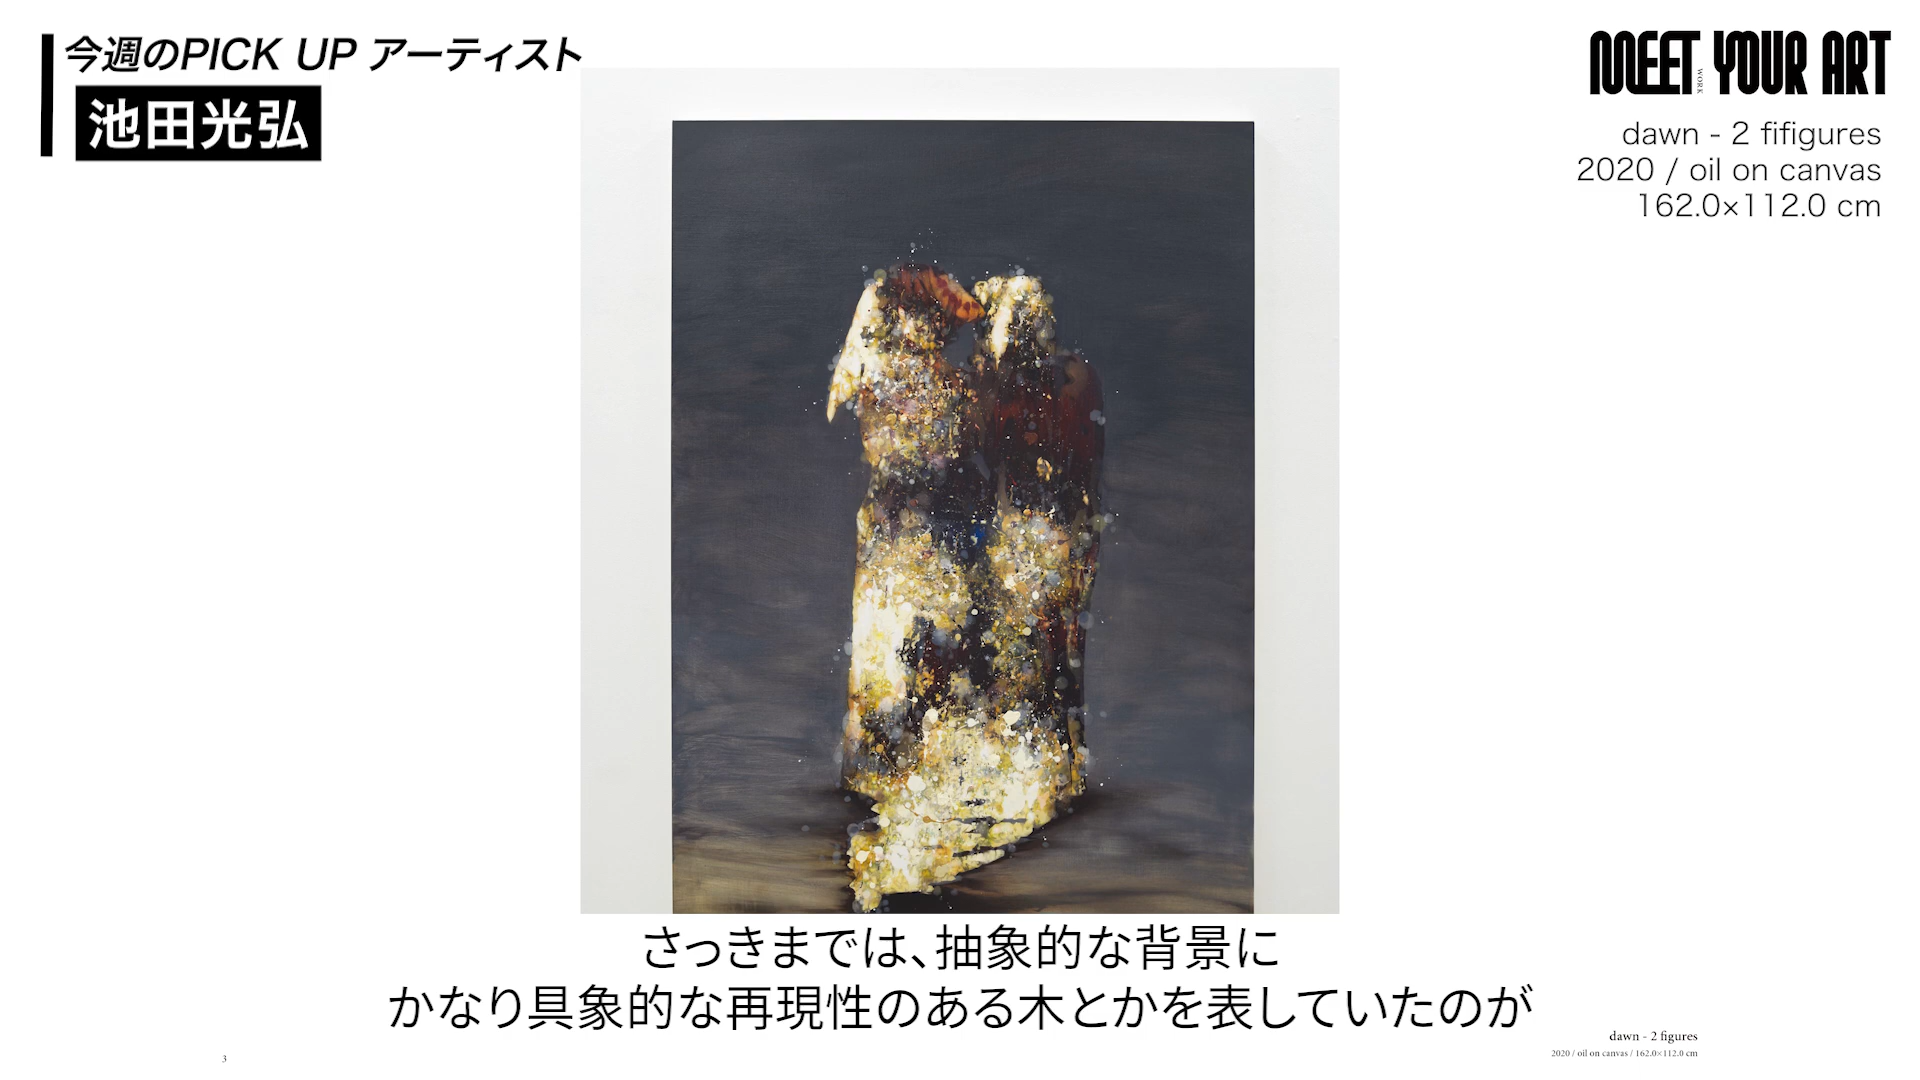 今週のPICK UP アーティスト
池田光弘
MEET YOUR ART
WORK
dawn - 2 fifigures
2020 / oil on canvas
162.0×112.0 cm
さっきまでは、抽象的な背景に
かなり具象的な再現性のある木とかを表していたのが
dawn - 2 figures
2020 / oil on canvas / 162.0×112.0 cm
3